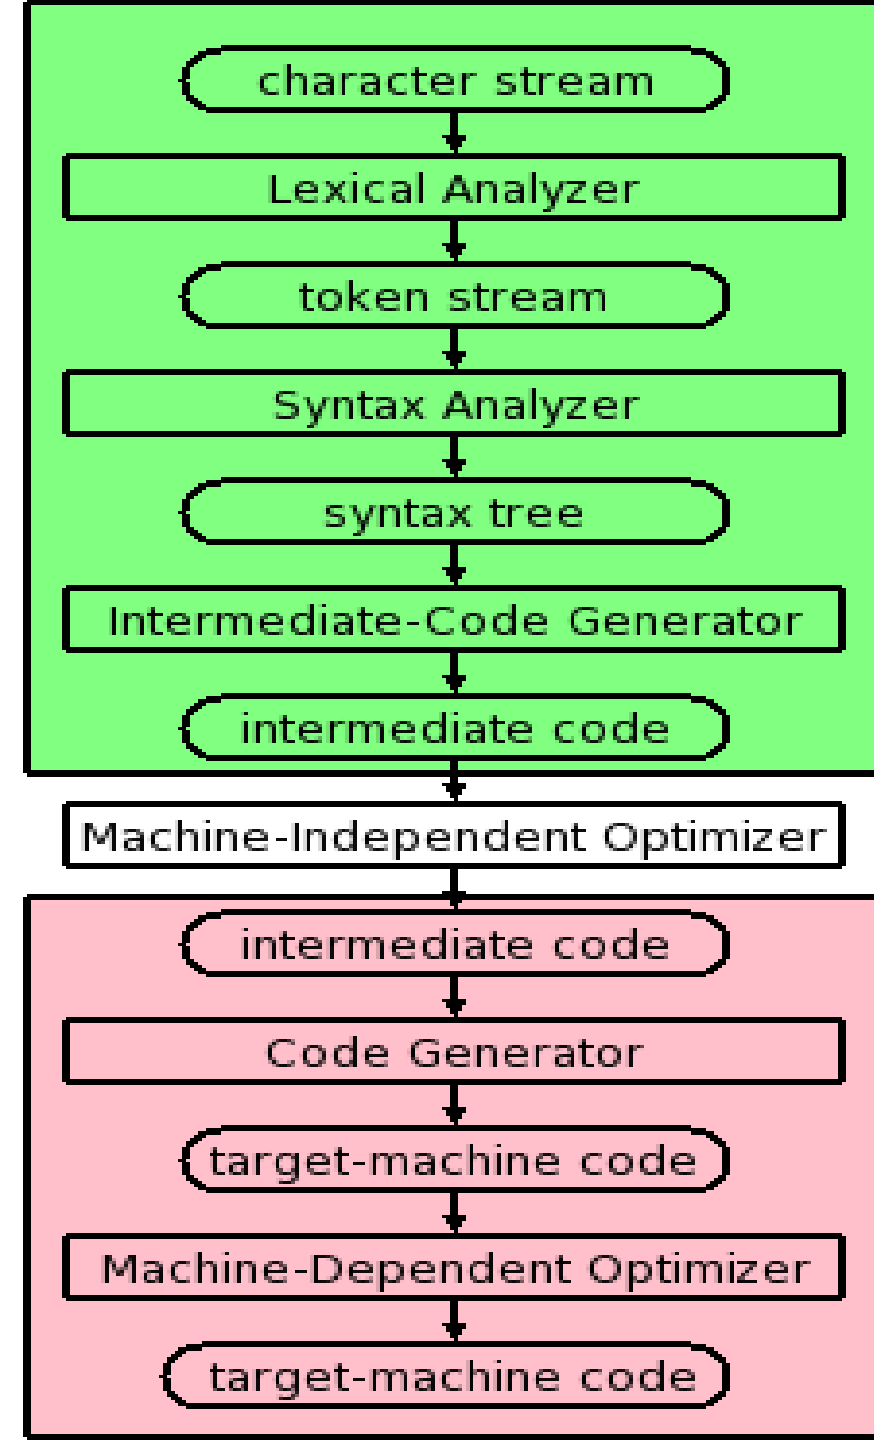 character stream
Lexical Analyzer
token stream
Syntax Analyzer
syntax tree
Intermediate-Code Generator
intermediate code
Machine-Independent Optimizer
intermediate code
Code Generator
target-machine code
Machine-Dependent Optimizer
target-machine code